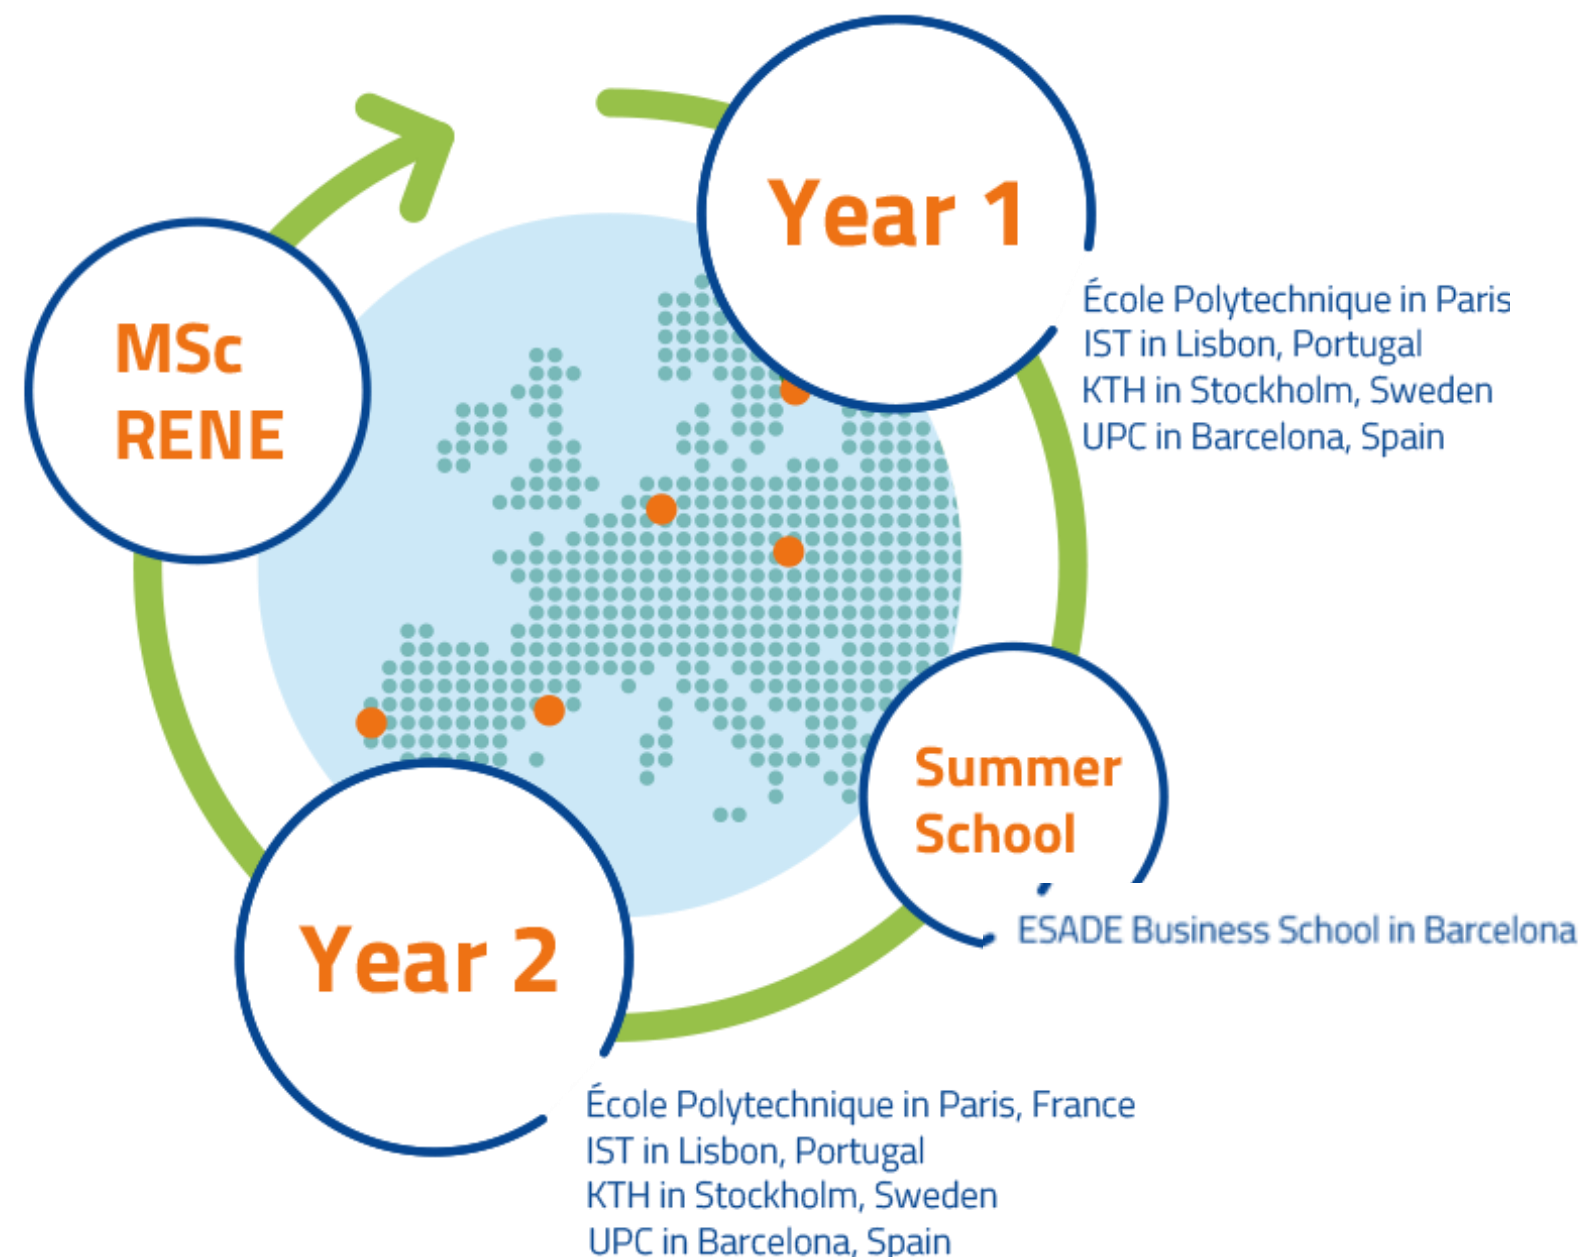 Year 1
École Polytechnique in Paris
IST in Lisbon, Portugal
KTH in Stockholm, Sweden
UPC in Barcelona, Spain
MSc
RENE
Summer
School
ESADE Business School in Barcelona
Year 2
École Polytechnique in Paris, France
IST in Lisbon, Portugal
KTH in Stockholm, Sweden
UPC in Barcelona, Spain